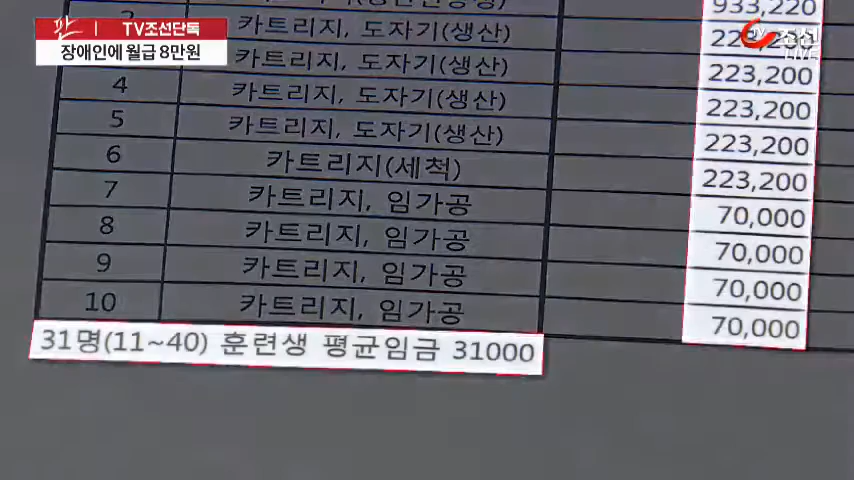 판 | TV조선단독
장애인에 월급 8만원
TV조선
LIVE
933,220
카트리지, 도자기(생산)
카트리지, 도자기(생산) 223,200
4 카트리지, 도자기(생산) 223,200
5 카트리지, 도자기(생산) 223,200
6 카트리지(세척) 223,200
7 카트리지, 임가공 70,000
8 카트리지, 임가공 70,000
9 카트리지, 임가공 70,000
10 카트리지, 임가공 70,000
31명(11~40) 훈련생 평균임금 31000